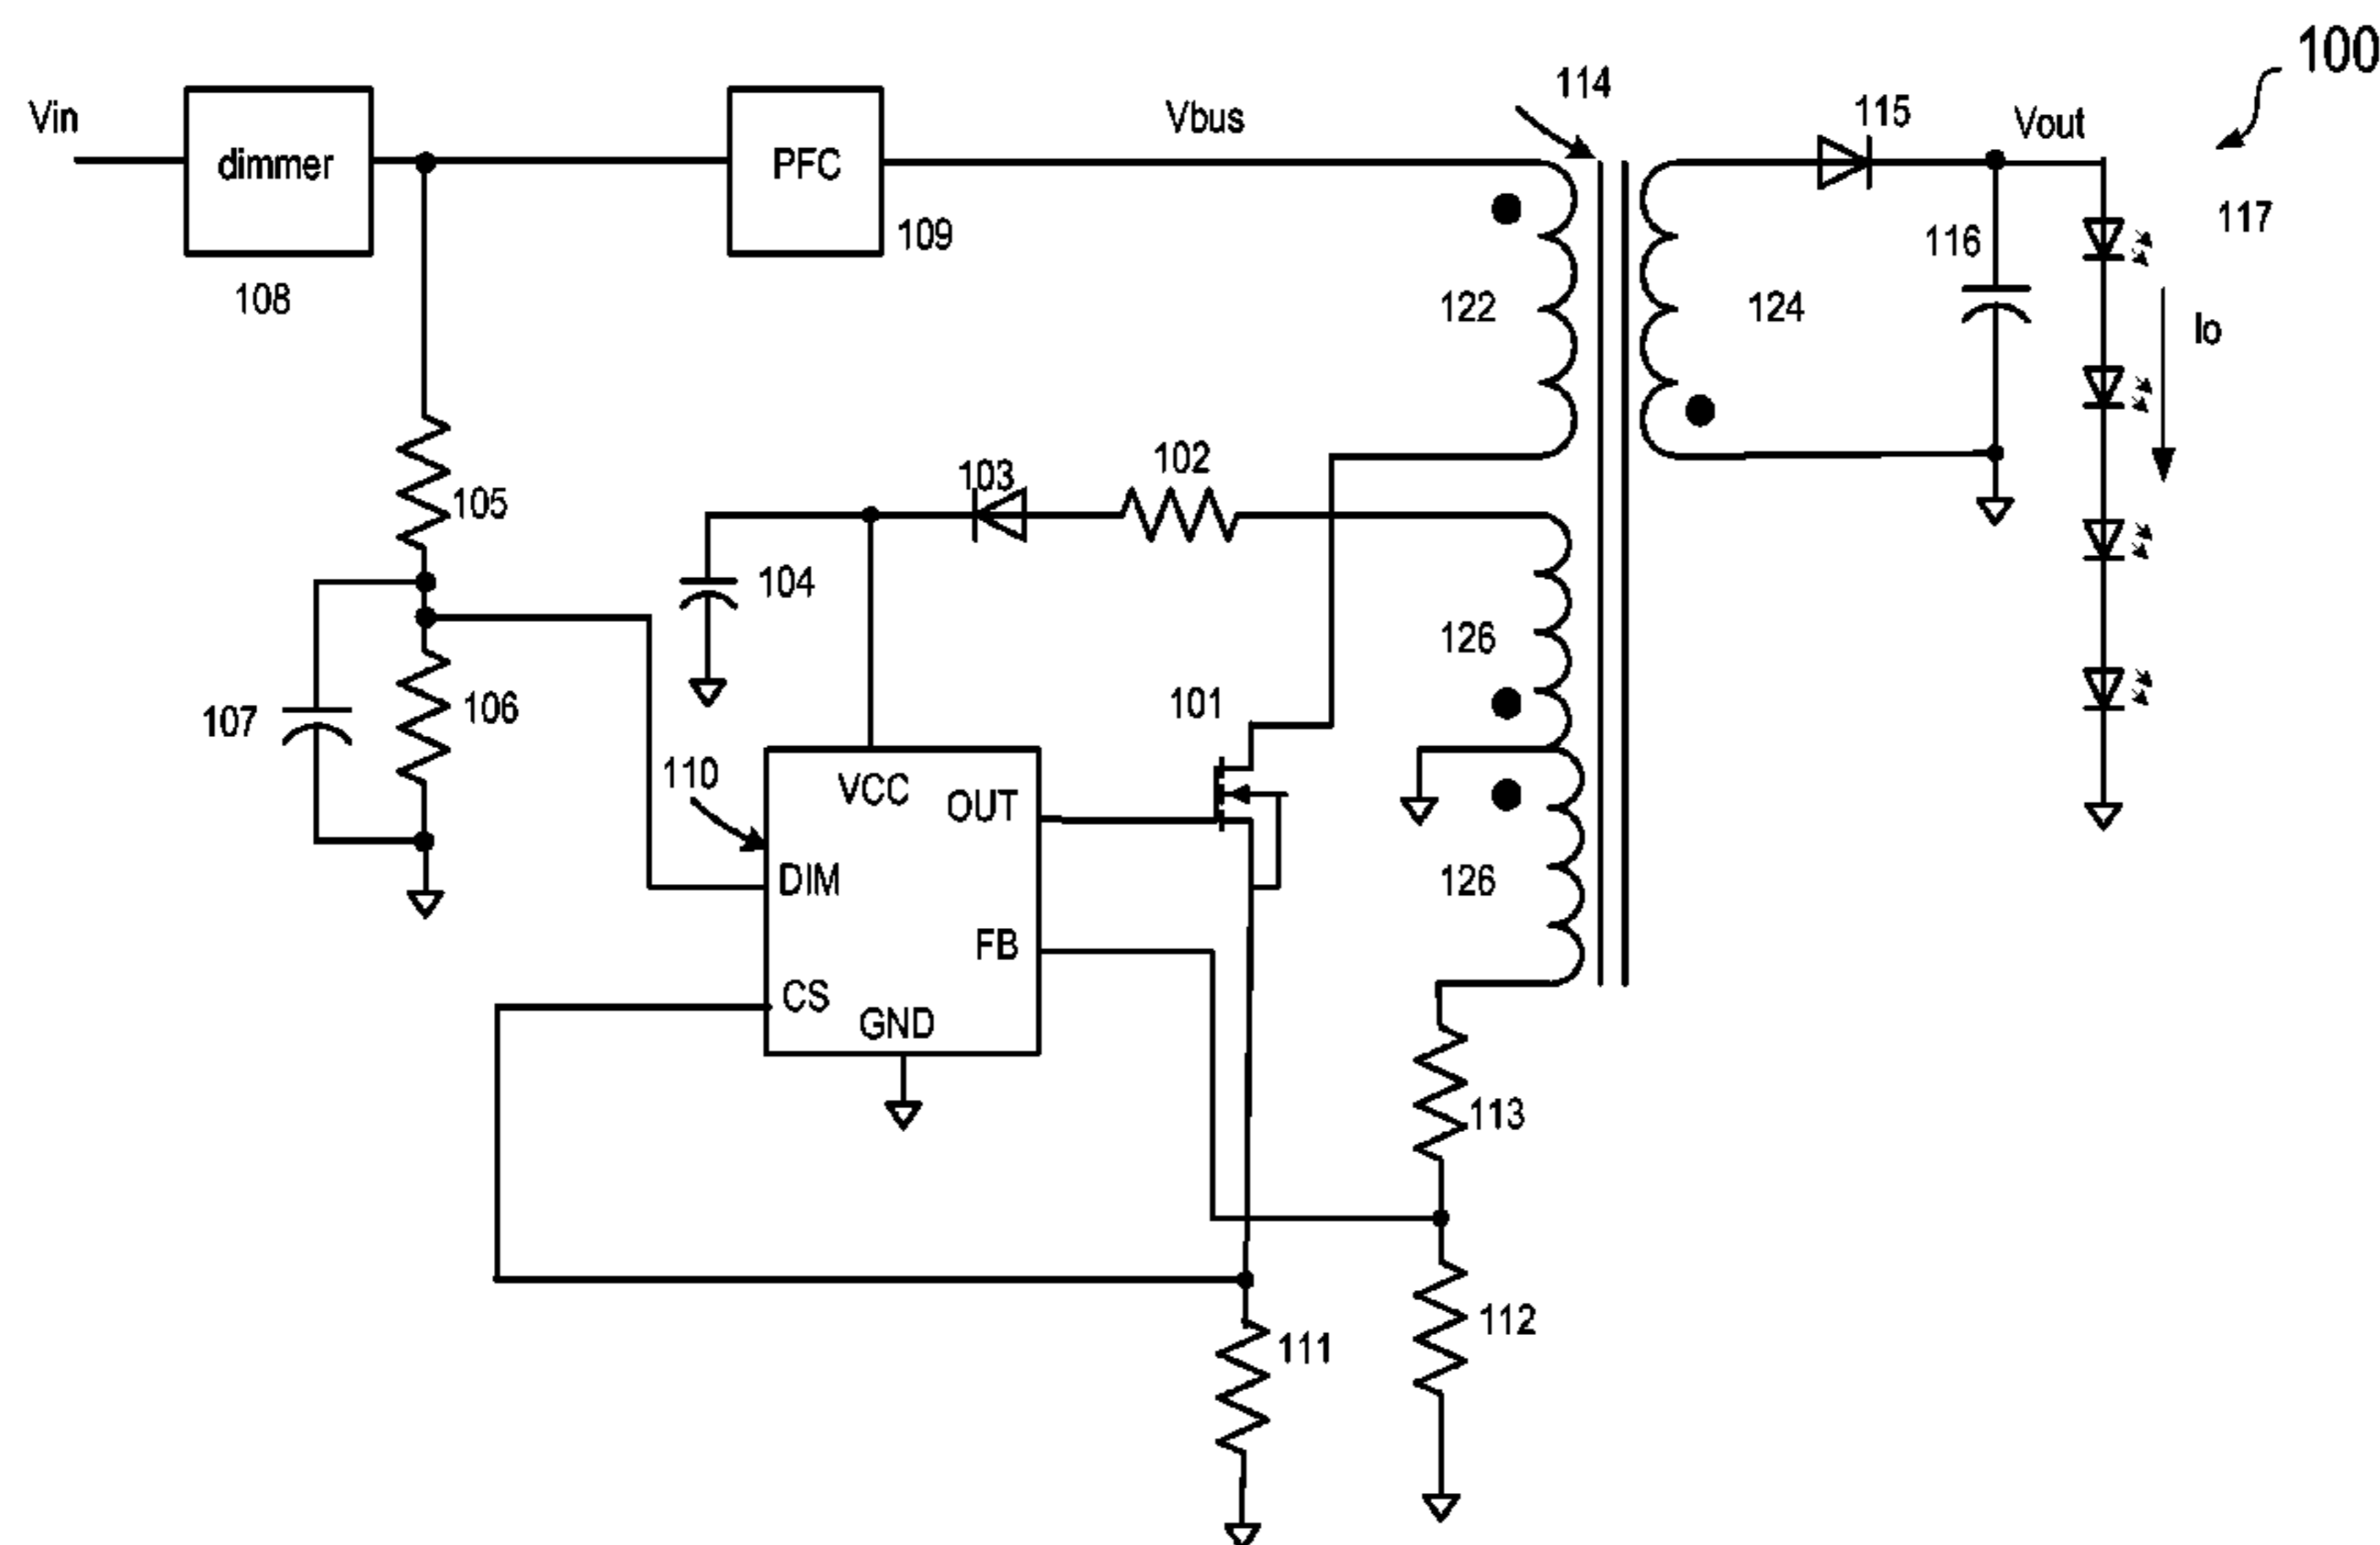 100
Vin
dimmer
108
PFC
109
Vbus
114
115
Vout
117
116
Io
122
124
105
103
102
104
126
101
107
106
110
VCC
OUT
DIM
FB
CS
GND
126
113
112
111